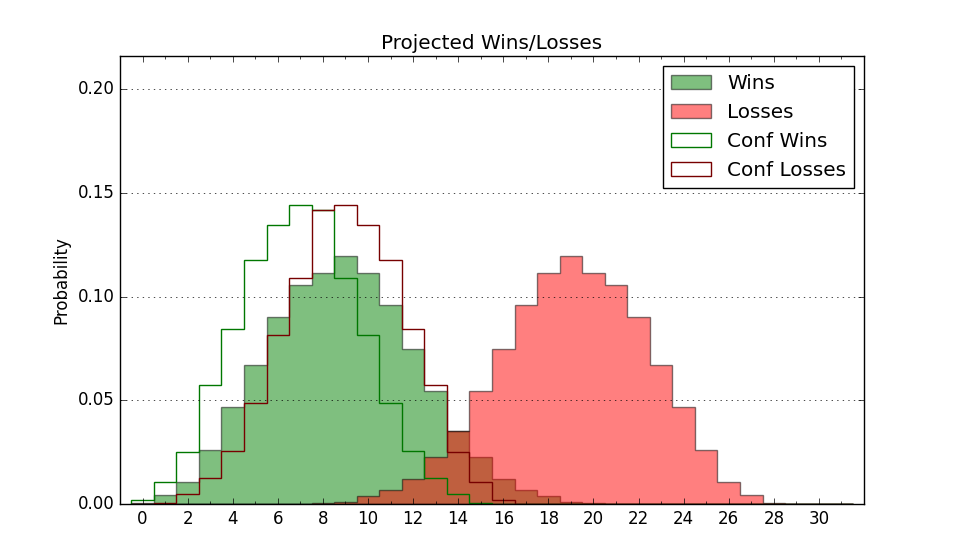 Projected Wins/Losses
0.20
0.15
0.10
0.05
0.00
Probability
Wins
Losses
Conf Wins
Conf Losses
0 2 4 6 8 10 12 14 16 18 20 22 24 26 28 30